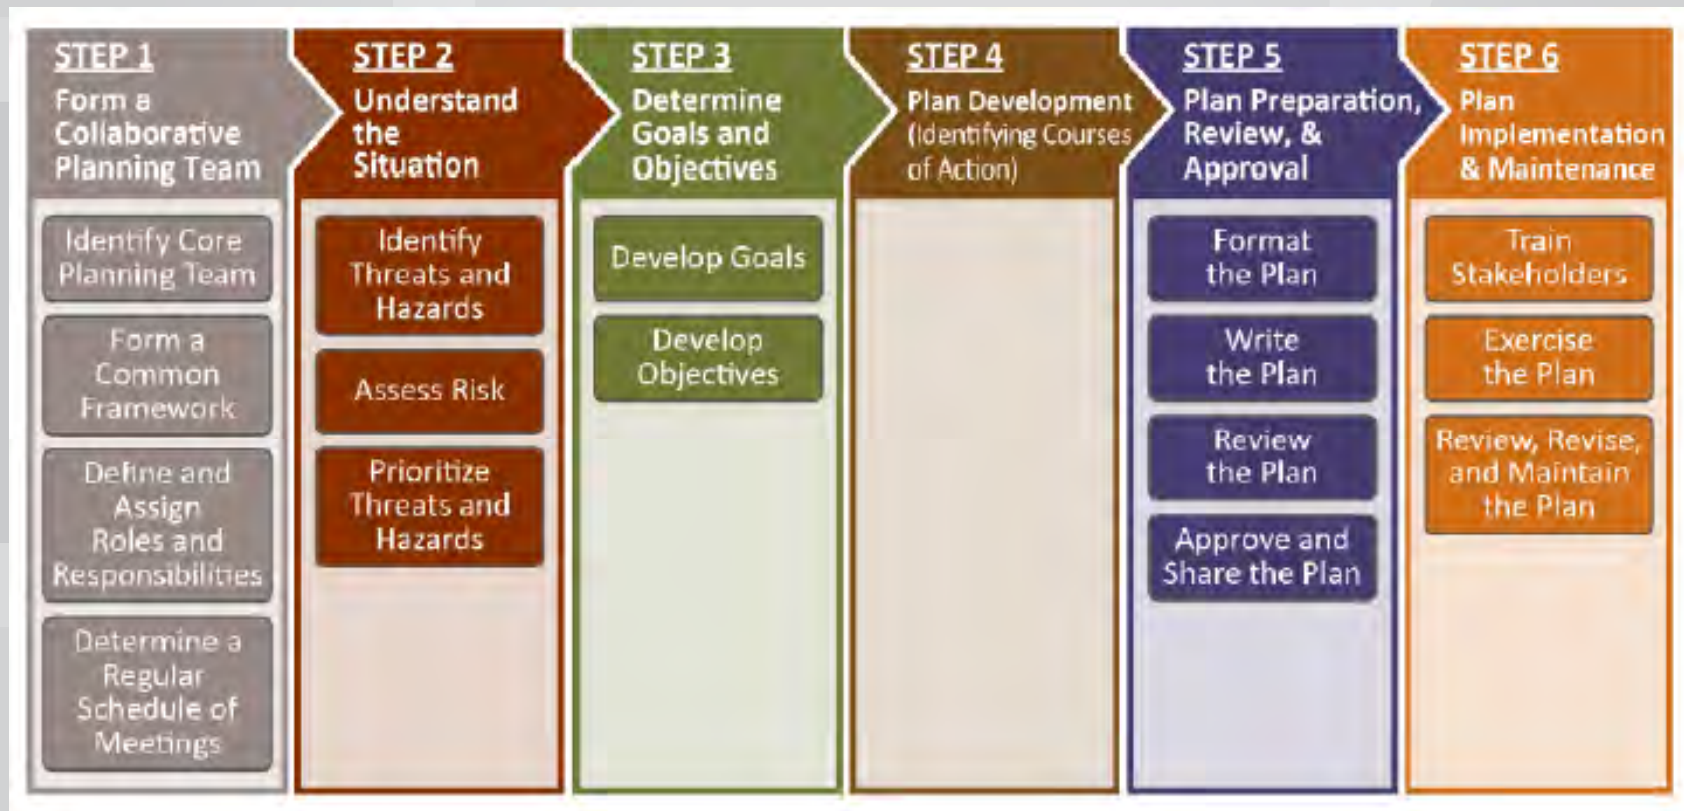 STEP 1
Form a
Collaborative
Planning Team
Identify Core
Planning Team
Form a
Common
Framework
Define and
Assign
Roles and
Responsibilities
Determine a
Regular
Schedule of
Meetings
STEP 2
Understand
the
Situation
Identify
Threats and
Hazards
Assess Risk
Prioritize
Threats and
Hazards
STEP 3
Determine
Goals and
Objectives
Develop Goals
Develop
Objectives
STEP 4
Plan Development
(Identifying Courses
of Action)
STEP 5
Plan Preparation,
Review, &
Approval
Format
the Plan
Write
the Plan
Review
the Plan
Approve and
Share the Plan
STEP 6
Plan
Implementation
& Maintenance
Train
Stakeholders
Exercise
the Plan
Review, Revise,
and Maintain
the Plan